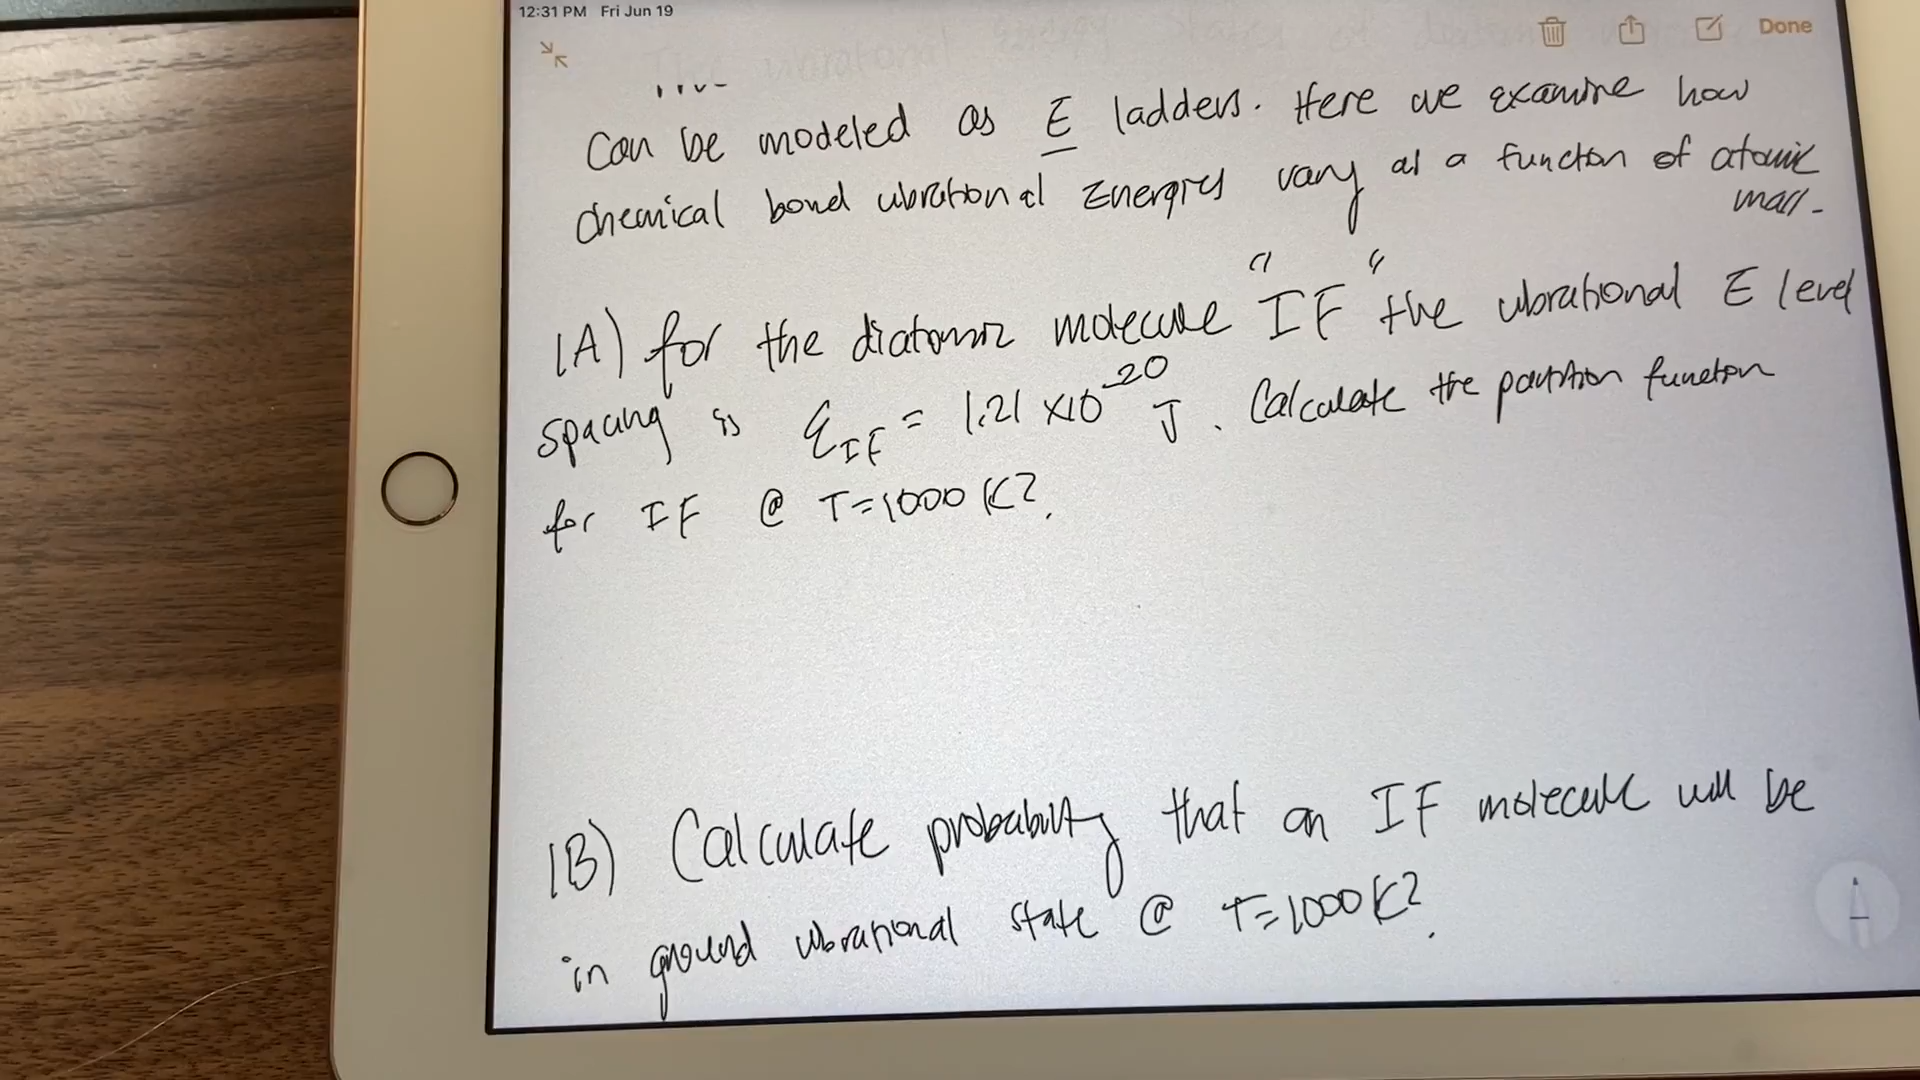 12:31 PM Fri Jun 19
Done
can be modeled as E ladders. Here we examine how
chemical bond vibrational Energies vary as a function of atomic
mass.
1A) for the diatomic molecule "IF" the vibrational E level
spacing is ε_IF = 1.21 x10^-20 J. Calculate the partition function
for IF @ T=1000 K?
1B) Calculate probability that an IF molecule will be
in ground vibrational state @ T=1000K?